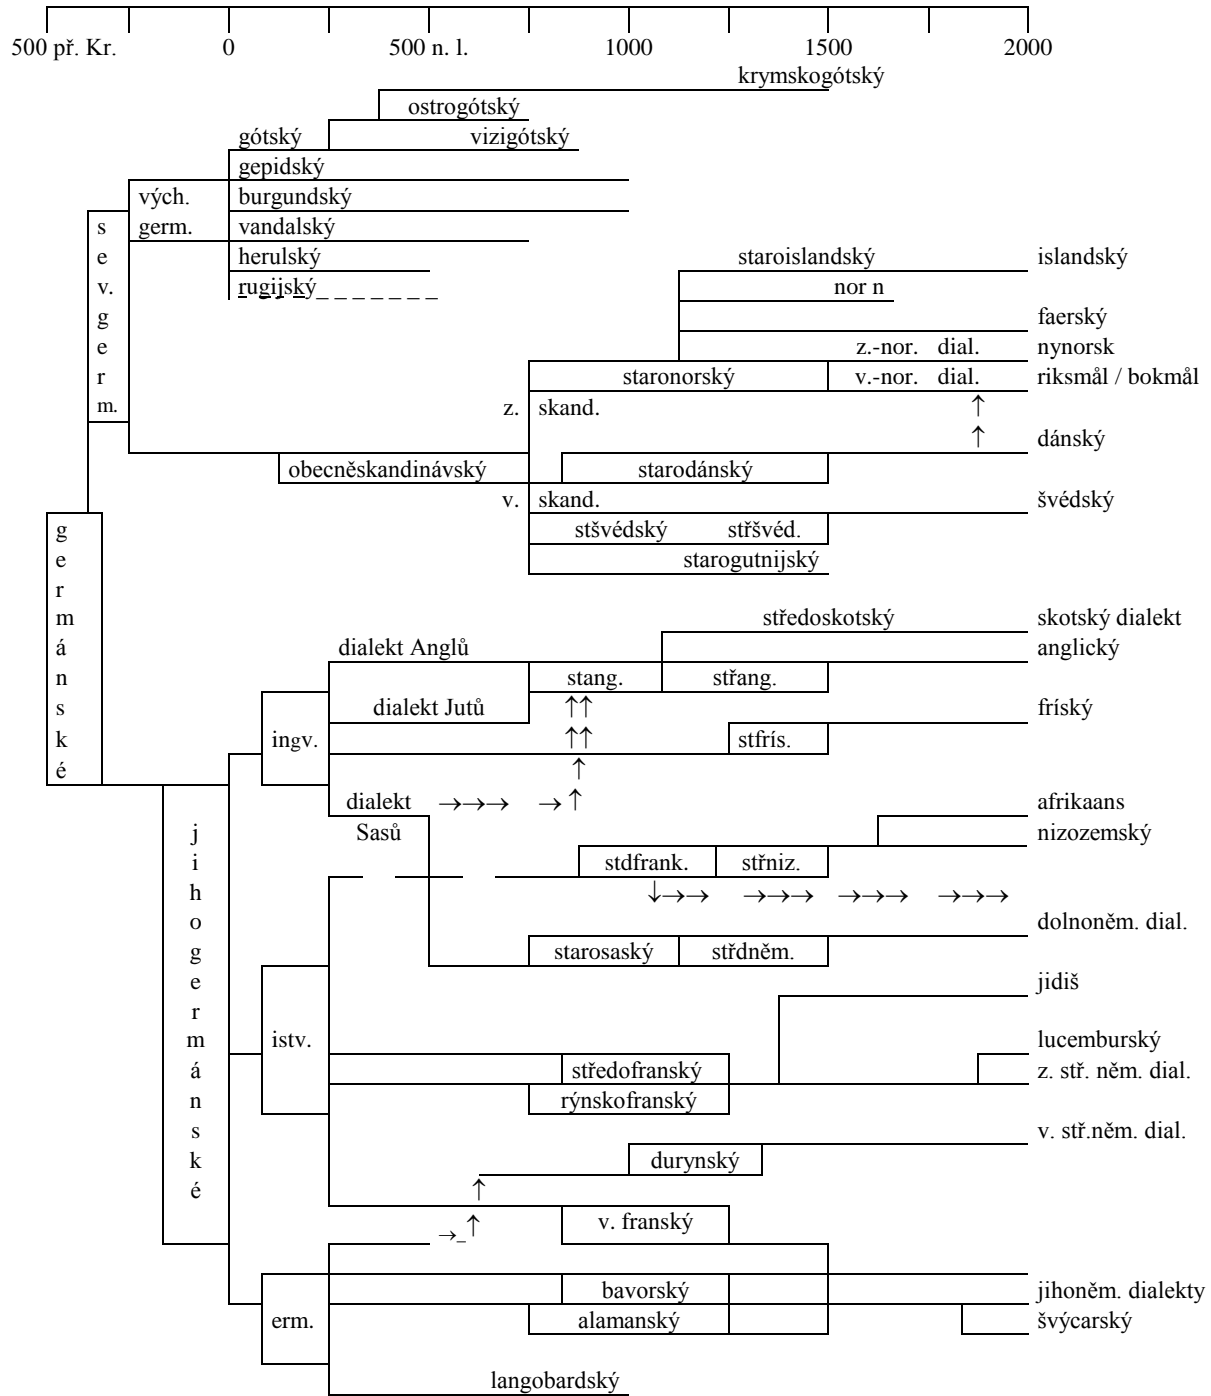 500 př. Kr. 0 500 n. l. 1000 1500 2000
krymskogótský
ostrogótský
gótský vizigótský
gepidský
vých. burgundský
germ. vandalský
sev. germ.
herulský staroislandský islandský
rugijský nor n
faerský
z.-nor. dial. nynorsk
staronorský v.-nor. dial. riksmål / bokmål
z. skand. ↑
↑ dánský
obecněskandinávský starodánský
v. skand. švédský
stšvédský střšvéd.
starogutnijský
germánské
středoskotský skotský dialekt
dialekt Anglů anglický
stang. střang.
dialekt Jutů ↑↑ fríský
ingv. ↑↑ stfrís.
↑
dialekt →→→ →↑ afrikaans
Sasů nizozemský
stdfrank. střniz.
↓→→ →→→ →→→ →→→
dolnoněm. dial.
starosaský střdněm.
jihogermánské
jidiš
istv. lucemburský
středofranský z. stř. něm. dial.
rýnskofranský
v. stř.něm. dial.
durynský
↑
→_↑ v. franský
bavorský jihoněm. dialekty
erm. alamanský švýcarský
langobardský